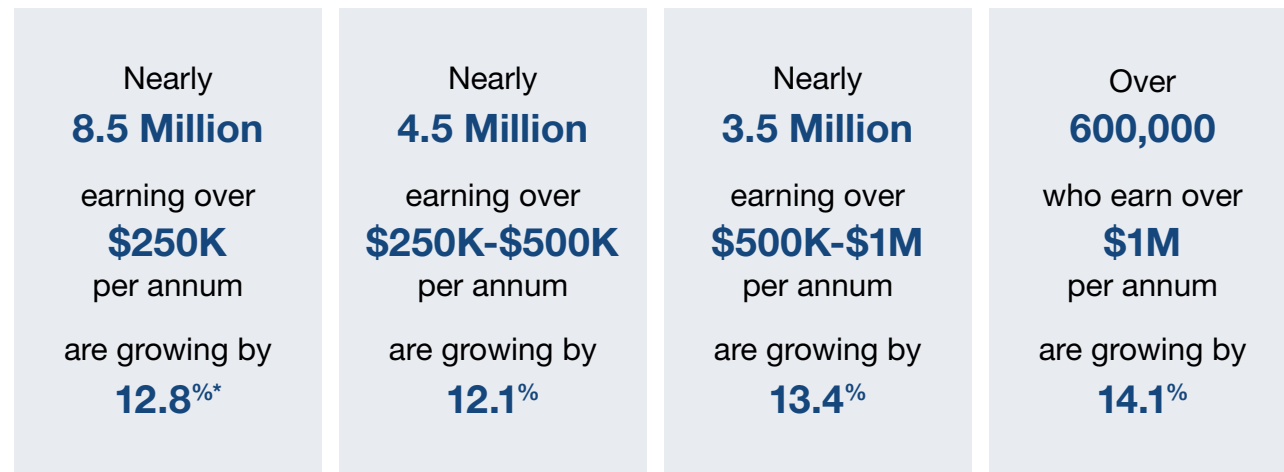 Nearly
8.5 Million
earning over
$250K
per annum
are growing by
12.8%*
Nearly
4.5 Million
earning over
$250K-$500K
per annum
are growing by
12.1%
Nearly
3.5 Million
earning over
$500K-$1M
per annum
are growing by
13.4%
Over
600,000
who earn over
$1M
per annum
are growing by
14.1%